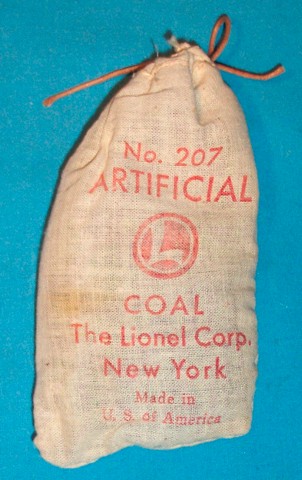 No. 207
ARTIFICIAL
L
COAL
The Lionel Corp.
New York
Made in
U. S. of America